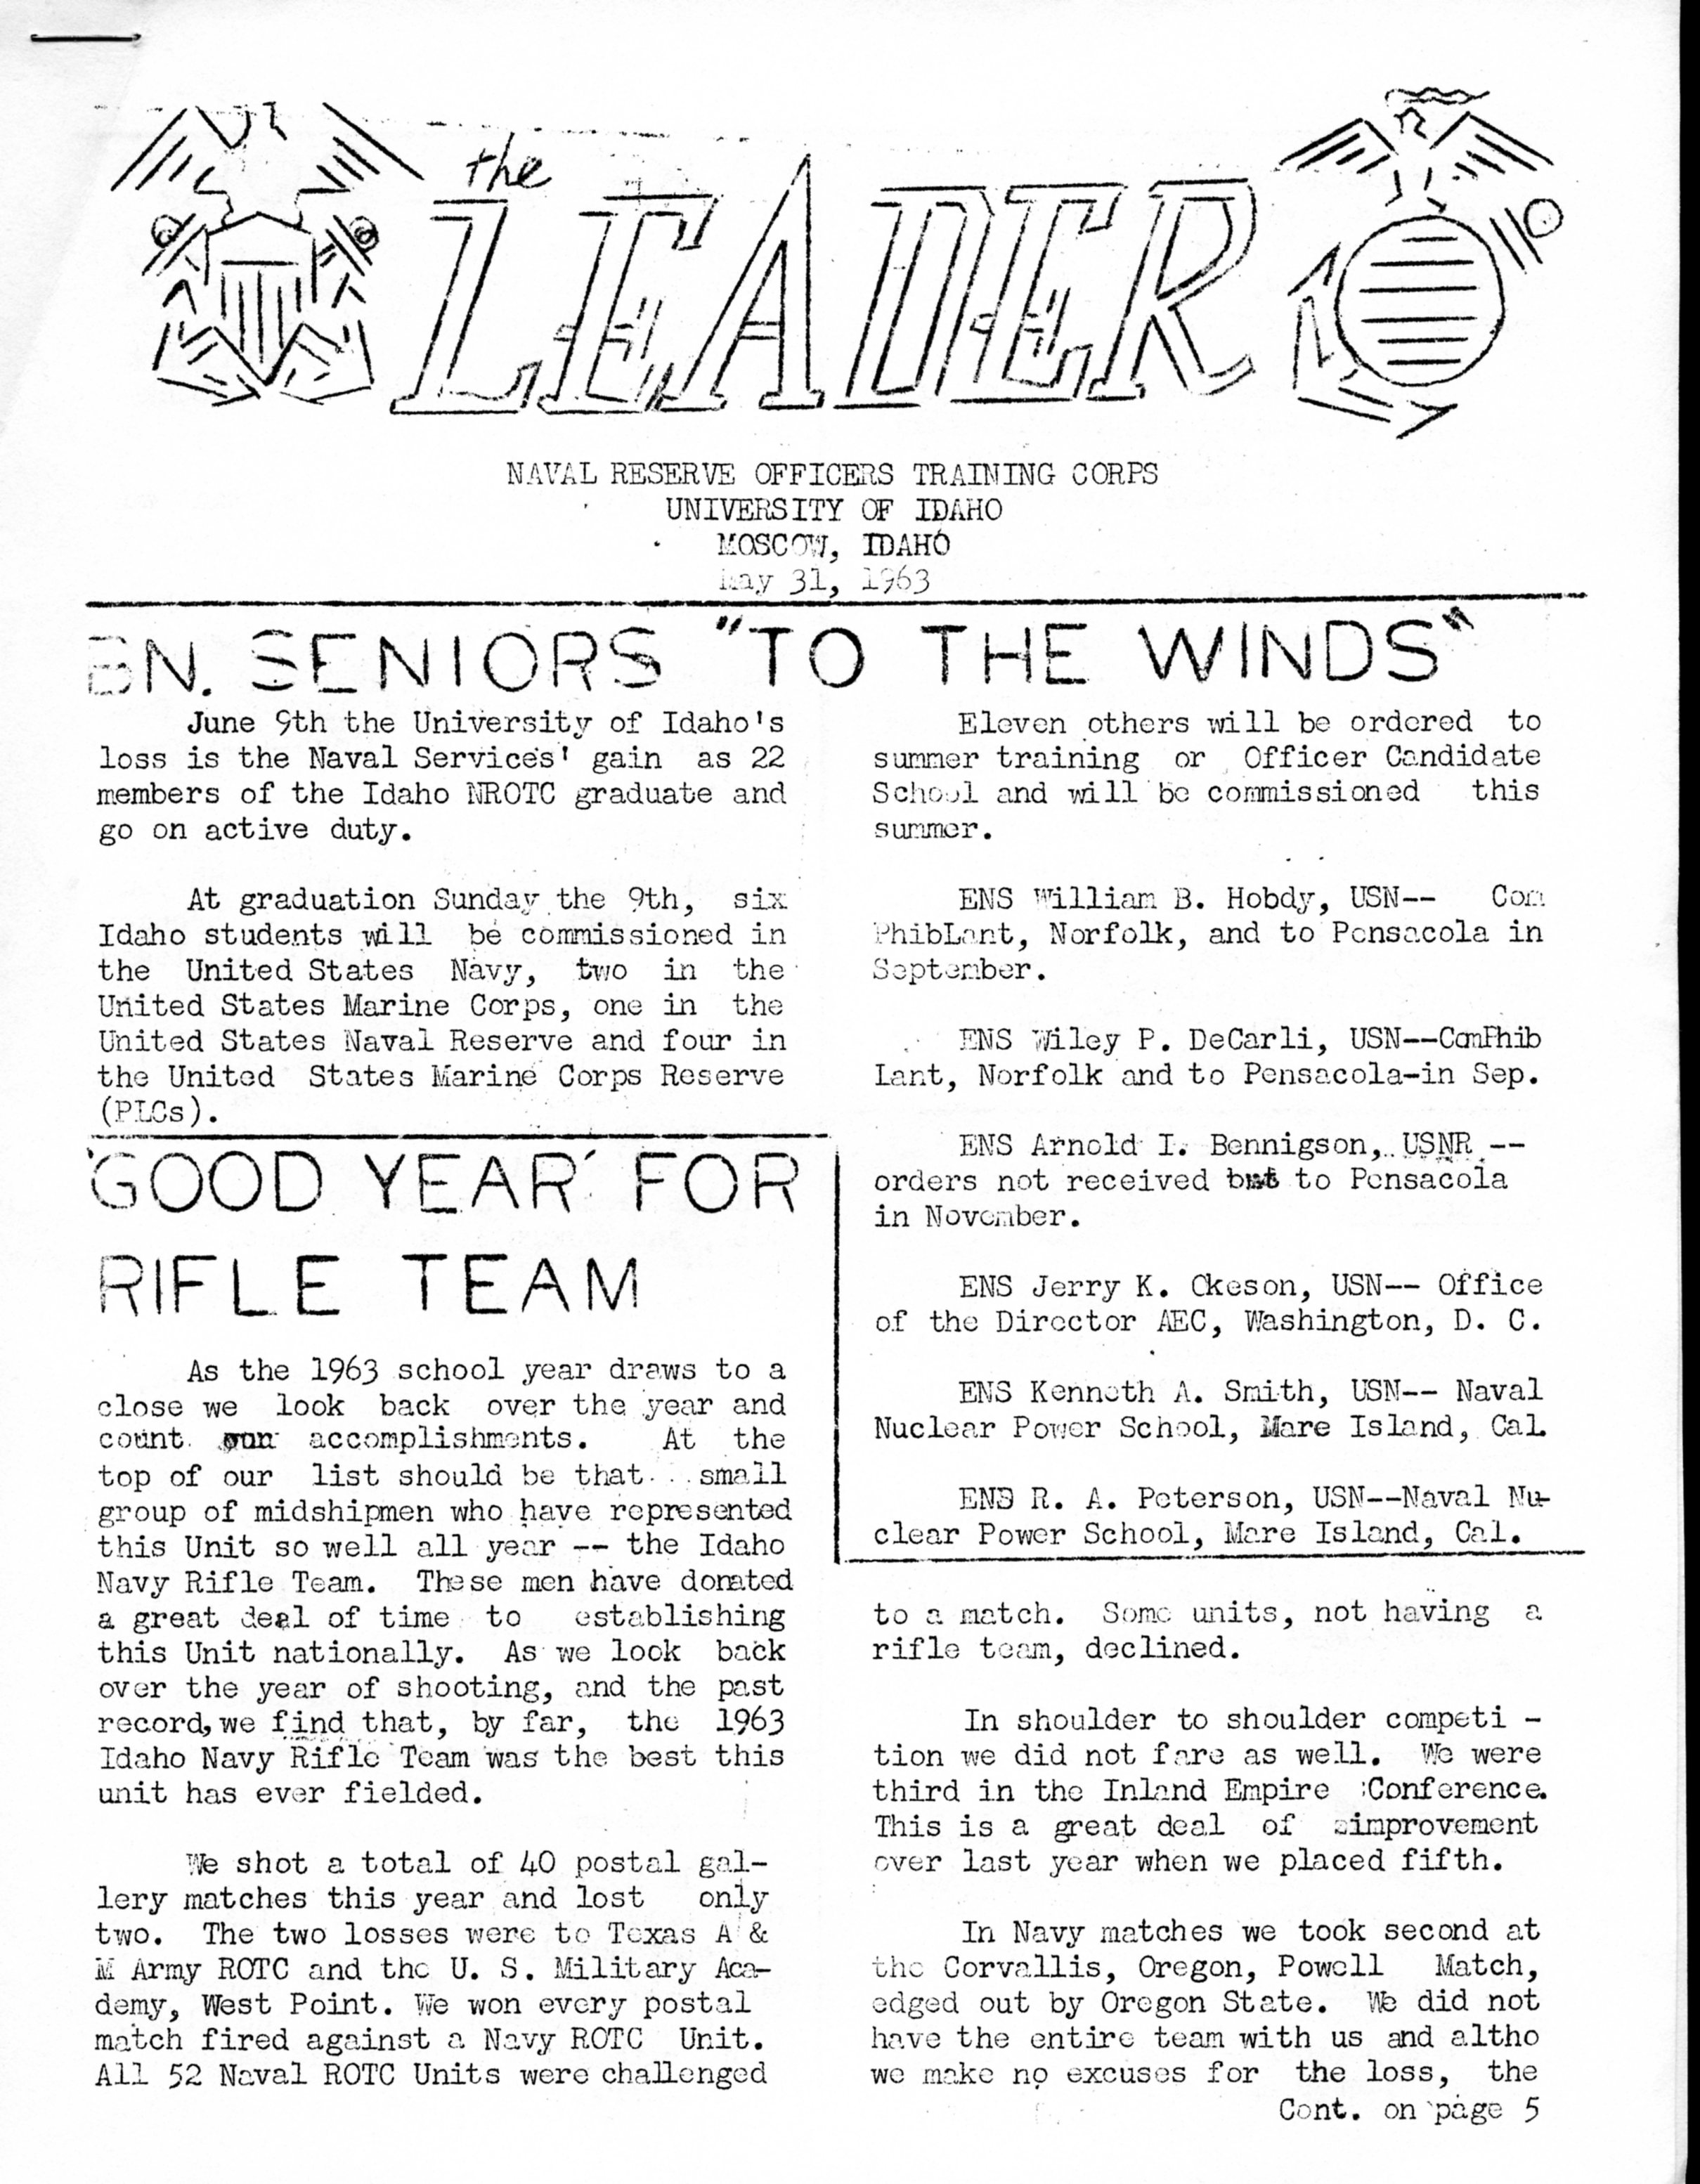 the
LEADER
NAVAL RESERVE OFFICERS TRAINING CORPS
UNIVERSITY OF IDAHO
MOSCOW, IDAHO
May 31, 1963
BN. SENIORS "TO THE WINDS"
June 9th the University of Idaho's
loss is the Naval Services' gain as 22
members of the Idaho NROTC graduate and
go on active duty.
At graduation Sunday the 9th, six
Idaho students will be commissioned in
the United States Navy, two in the
United States Marine Corps, one in the
United States Naval Reserve and four in
the United States Marine Corps Reserve
(PLCs).
Eleven others will be ordered to
summer training or Officer Candidate
School and will be commissioned this
summer.
ENS William B. Hobdy, USN-- Com
PhibLant, Norfolk, and to Pensacola in
September.
ENS Wiley P. DeCarli, USN--ComPhib
Lant, Norfolk and to Pensacola-in Sep.
ENS Arnold I. Bennigson, USNR --
orders not received but to Pensacola
in November.
ENS Jerry K. Okeson, USN-- Office
of the Director AEC, Washington, D. C.
ENS Kenneth A. Smith, USN-- Naval
Nuclear Power School, Mare Island, Cal.
ENS R. A. Peterson, USN--Naval Nu-
clear Power School, Mare Island, Cal.
'GOOD YEAR' FOR
RIFLE TEAM
As the 1963 school year draws to a
close we look back over the year and
count our accomplishments. At the
top of our list should be that small
group of midshipmen who have represented
this Unit so well all year -- the Idaho
Navy Rifle Team. These men have donated
a great deal of time to establishing
this Unit nationally. As we look back
over the year of shooting, and the past
record, we find that, by far, the 1963
Idaho Navy Rifle Team was the best this
unit has ever fielded.
We shot a total of 40 postal gal-
lery matches this year and lost only
two. The two losses were to Texas A &
M Army ROTC and the U. S. Military Aca-
demy, West Point. We won every postal
match fired against a Navy ROTC Unit.
All 52 Naval ROTC Units were challenged
to a match. Some units, not having a
rifle team, declined.
In shoulder to shoulder competi -
tion we did not fare as well. We were
third in the Inland Empire Conference.
This is a great deal of improvement
over last year when we placed fifth.
In Navy matches we took second at
the Corvallis, Oregon, Powell Match,
edged out by Oregon State. We did not
have the entire team with us and altho
we make no excuses for the loss, the
Cont. on page 5